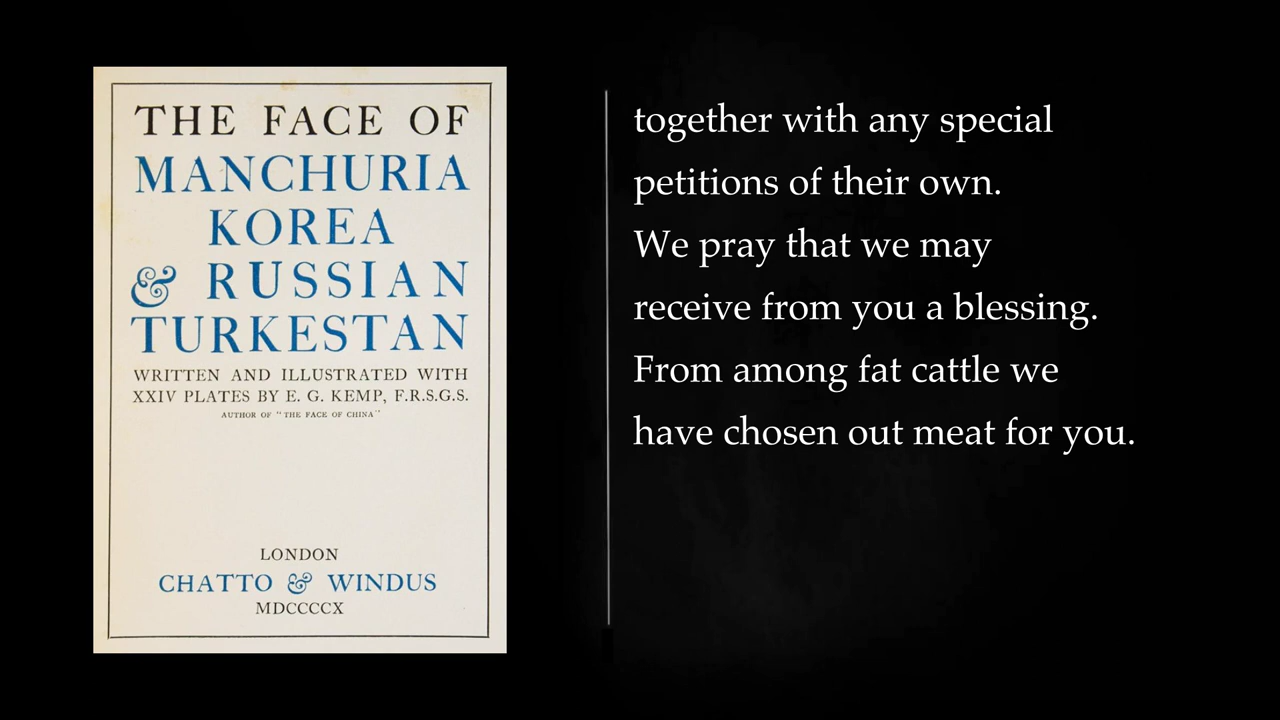 THE FACE OF
MANCHURIA
KOREA
& RUSSIAN
TURKESTAN
WRITTEN AND ILLUSTRATED WITH
XXIV PLATES BY E. G. KEMP, F.R.S.G.S.
AUTHOR OF "THE FACE OF CHINA"
LONDON
CHATTO & WINDUS
MDCCCCX
together with any special
petitions of their own.
We pray that we may
receive from you a blessing.
From among fat cattle we
have chosen out meat for you.